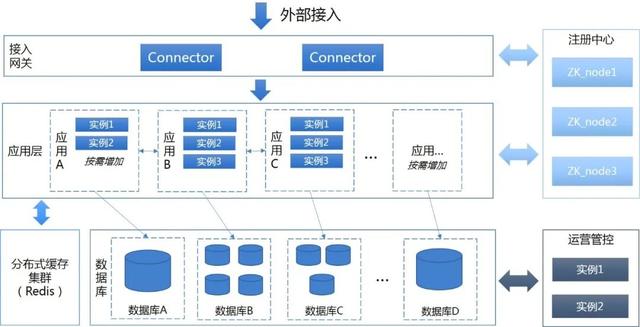 外部接入
接入
网关
Connector
Connector
注册中心
ZK_node1
ZK_node2
ZK_node3
应用层
应用A
实例1
实例2
按需增加
应用B
实例1
实例2
实例3
应用C
实例1
实例2
实例3
...
应用...
按需增加
分布式缓存
集群
（Redis）
数据库
数据库A
数据库B
数据库C
...
数据库D
运营管控
实例1
实例2